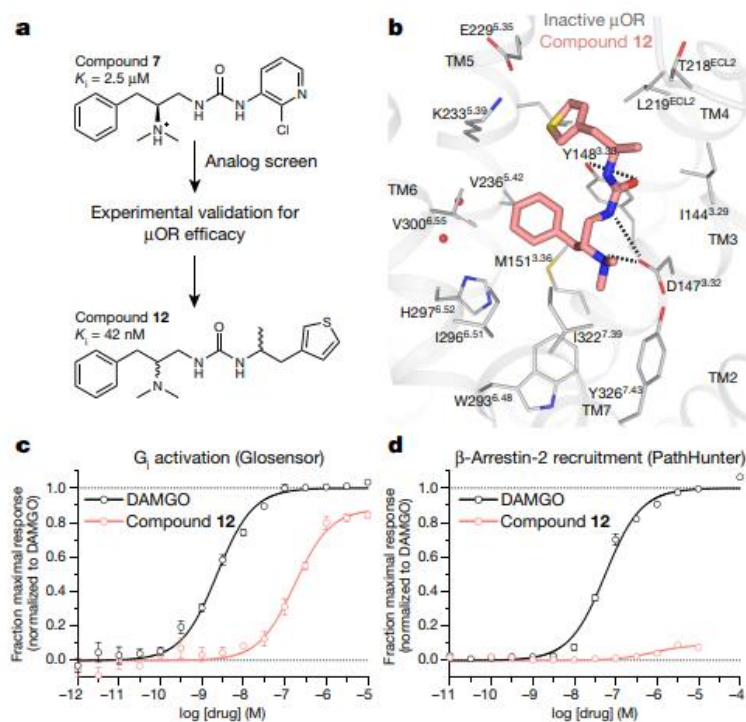 a
Compound 7
Ki = 2.5 μM
N
H
N
H
O
N
Cl
N
+
Analog screen
Experimental validation for
μOR efficacy
Compound 12
Ki = 42 nM
O
S
N
H
N
H
N
b
Inactive μOR
Compound 12
E229^5.35
TM5
T218^ECL2
L219^ECL2
TM4
K233^5.39
Y148^3.33
TM6
V236^5.42
I144^3.29
V300^6.55
TM3
M151^3.36
D147^3.32
H297^6.52
I296^6.51
I322^7.39
W293^6.48
Y326^7.43
TM7
TM2
c
Gi activation (Glosensor)
DAMGO
Compound 12
Fraction maximal response
(normalized to DAMGO)
1.0
0.8
0.6
0.4
0.2
0.0
−12 −11 −10 −9 −8 −7 −6 −5
log [drug] (M)
d
β-Arrestin-2 recruitment (PathHunter)
DAMGO
Compound 12
Fraction maximal response
(normalized to DAMGO)
1.0
0.8
0.6
0.4
0.2
0.0
−11 −10 −9 −8 −7 −6 −5 −4
log [drug] (M)